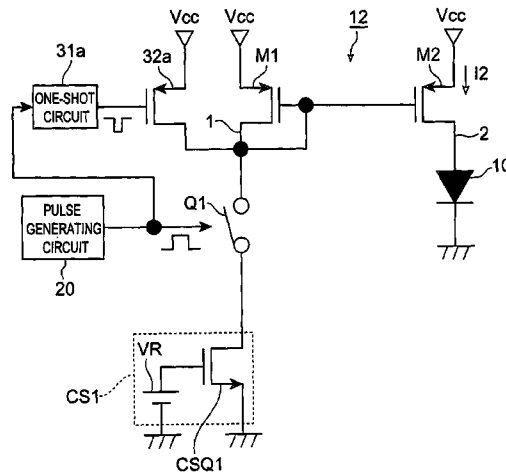 Vcc
Vcc
12
Vcc
31a
32a
M1
M2
I2
ONE-SHOT
CIRCUIT
1
2
10
Q1
PULSE
GENERATING
CIRCUIT
20
VR
CS1
CSQ1